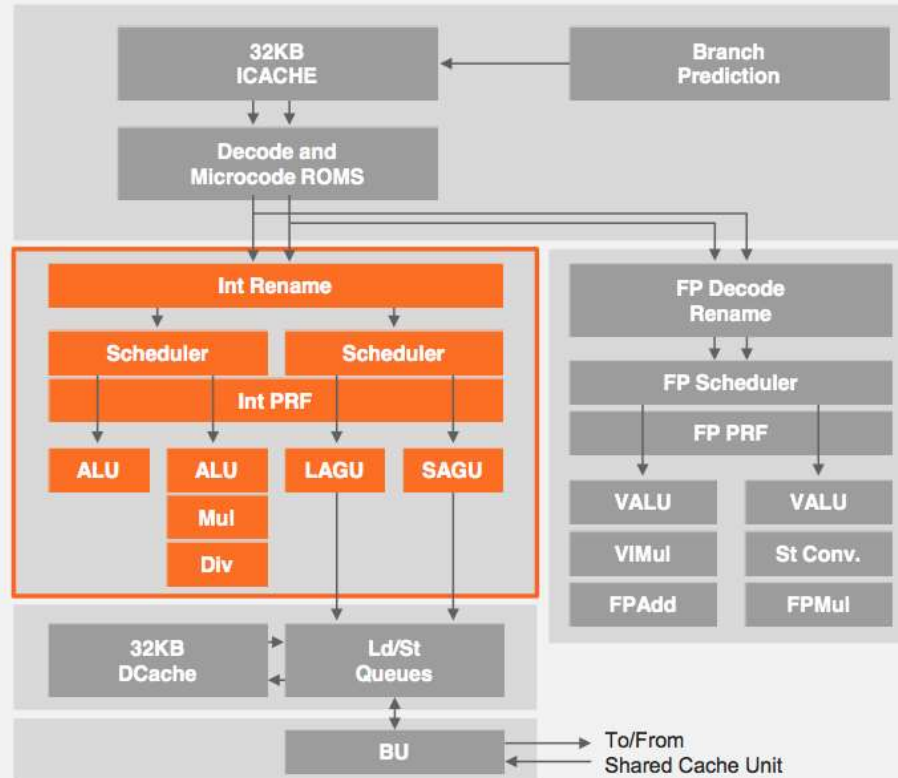 32KB
ICACHE
Branch
Prediction
Decode and
Microcode ROMS
Int Rename
Scheduler
Scheduler
Int PRF
ALU
ALU
LAGU
SAGU
Mul
Div
FP Decode
Rename
FP Scheduler
FP PRF
VALU
VALU
VIMul
St Conv.
FPAdd
FPMul
32KB
DCache
Ld/St
Queues
BU
To/From
Shared Cache Unit